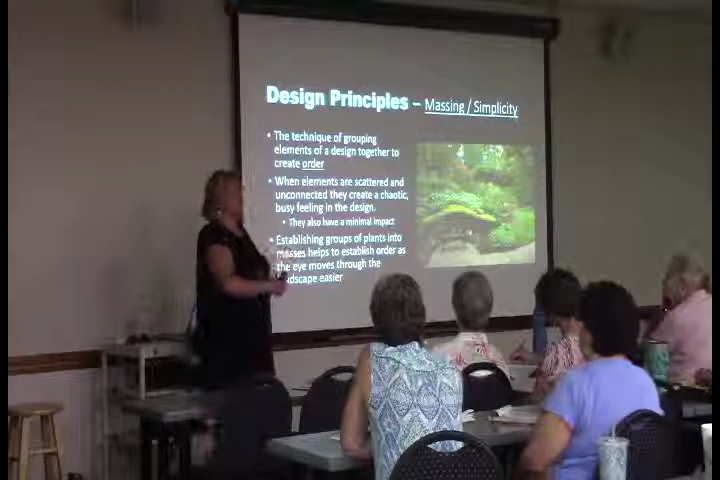 Design Principles – Massing / Simplicity
• The technique of grouping
elements of a design together to
create order
• When elements are scattered and
unconnected they create a chaotic,
busy feeling in the design.
• They also have a minimal impact
• Establishing groups of plants into
masses helps to establish order as
the eye moves through the
landscape easier